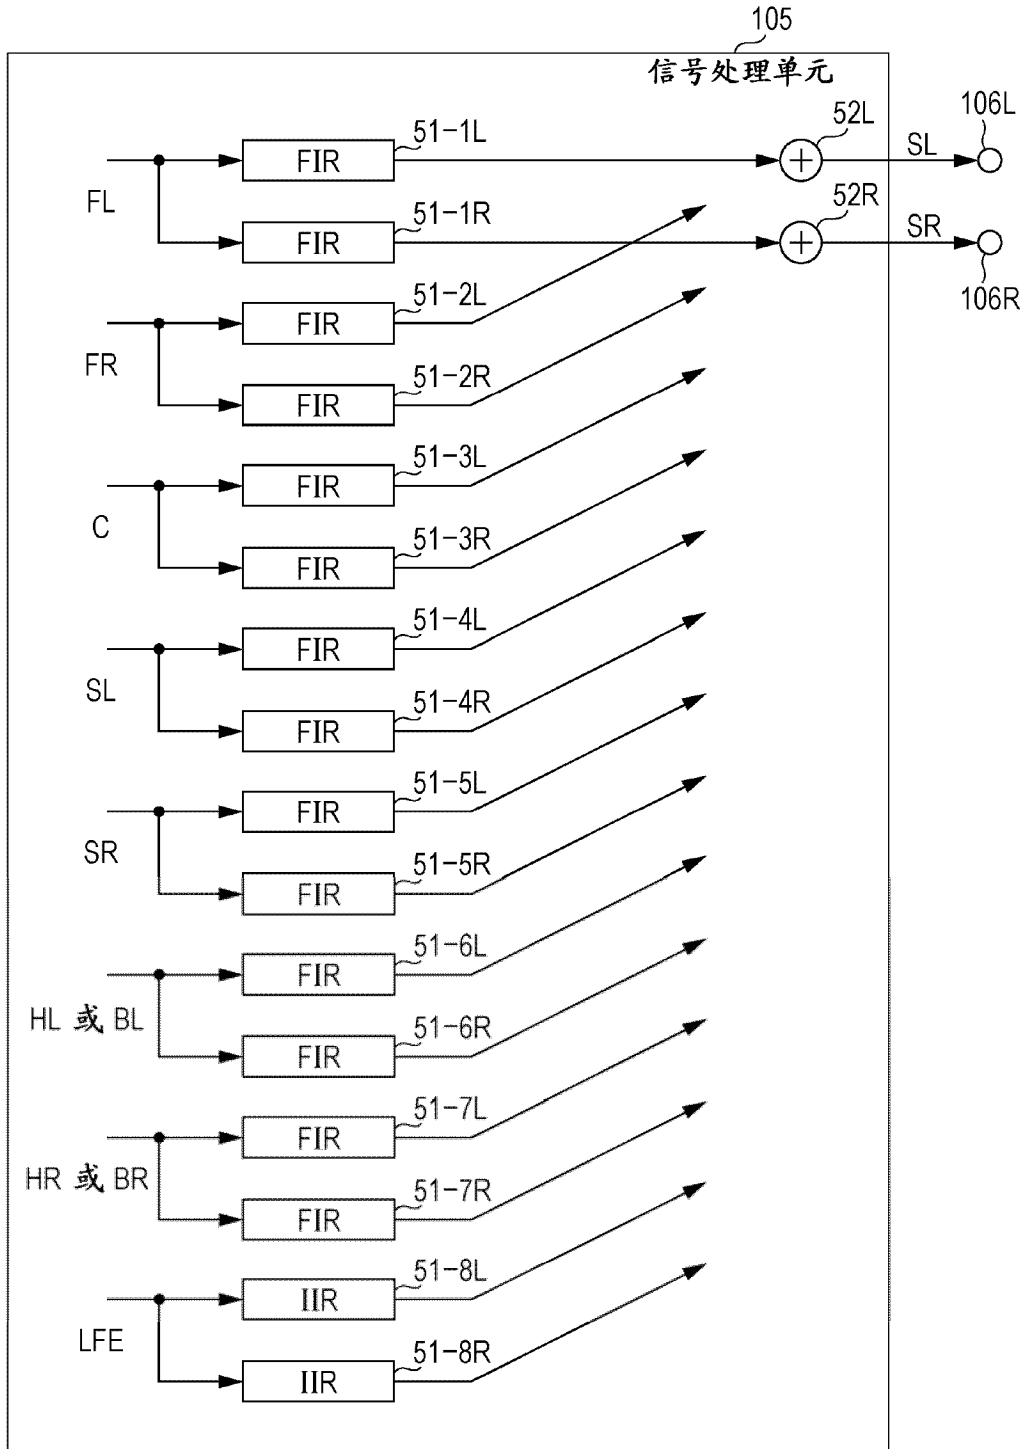 105
信号处理单元
51-1L
FIR
52L
SL
106L
FL
51-1R
FIR
52R
SR
106R
51-2L
FIR
FR
51-2R
FIR
51-3L
FIR
C
51-3R
FIR
51-4L
FIR
SL
51-4R
FIR
51-5L
FIR
SR
51-5R
FIR
51-6L
FIR
HL 或 BL
51-6R
FIR
51-7L
FIR
HR 或 BR
51-7R
FIR
51-8L
IIR
LFE
51-8R
IIR